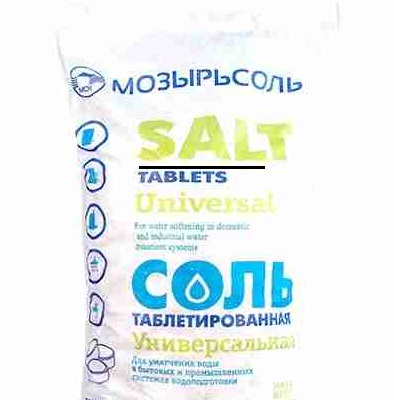 МОЗЫРЬСОЛЬ
SALT
TABLETS
Universal
For water softening in domestic
and industrial water
treatment systems
СОЛЬ
ТАБЛЕТИРОВАННАЯ
Универсальная
Для умягчения воды
в бытовых и промышленных
системах водоподготовки